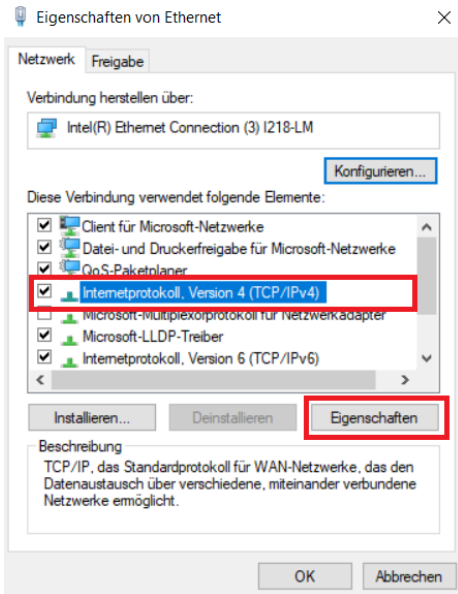 Eigenschaften von Ethernet
Netzwerk Freigabe
Verbindung herstellen über:
Intel(R) Ethernet Connection (3) I218-LM
Konfigurieren...
Diese Verbindung verwendet folgende Elemente:
Client für Microsoft-Netzwerke
Datei- und Druckerfreigabe für Microsoft-Netzwerke
QoS-Paketplaner
Internetprotokoll, Version 4 (TCP/IPv4)
Microsoft-Multiplexorprotokoll für Netzwerkadapter
Microsoft-LLDP-Treiber
Internetprotokoll, Version 6 (TCP/IPv6)
Installieren... Deinstallieren Eigenschaften
Beschreibung
TCP/IP, das Standardprotokoll für WAN-Netzwerke, das den
Datenaustausch über verschiedene, miteinander verbundene
Netzwerke ermöglicht.
OK Abbrechen